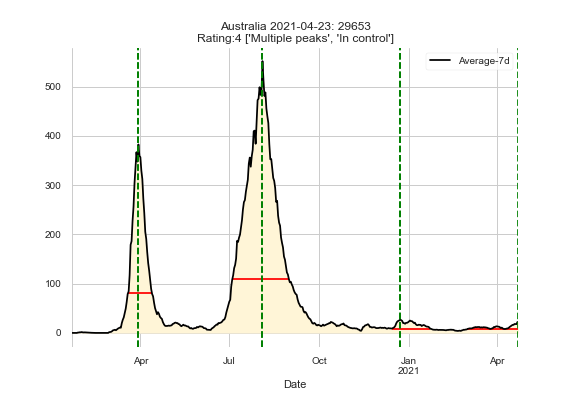 Australia 2021-04-23: 29653
Rating:4 ['Multiple peaks', 'In control']
Average-7d
500
400
300
200
100
0
Apr
Jul
Oct
Jan
2021
Apr
Date